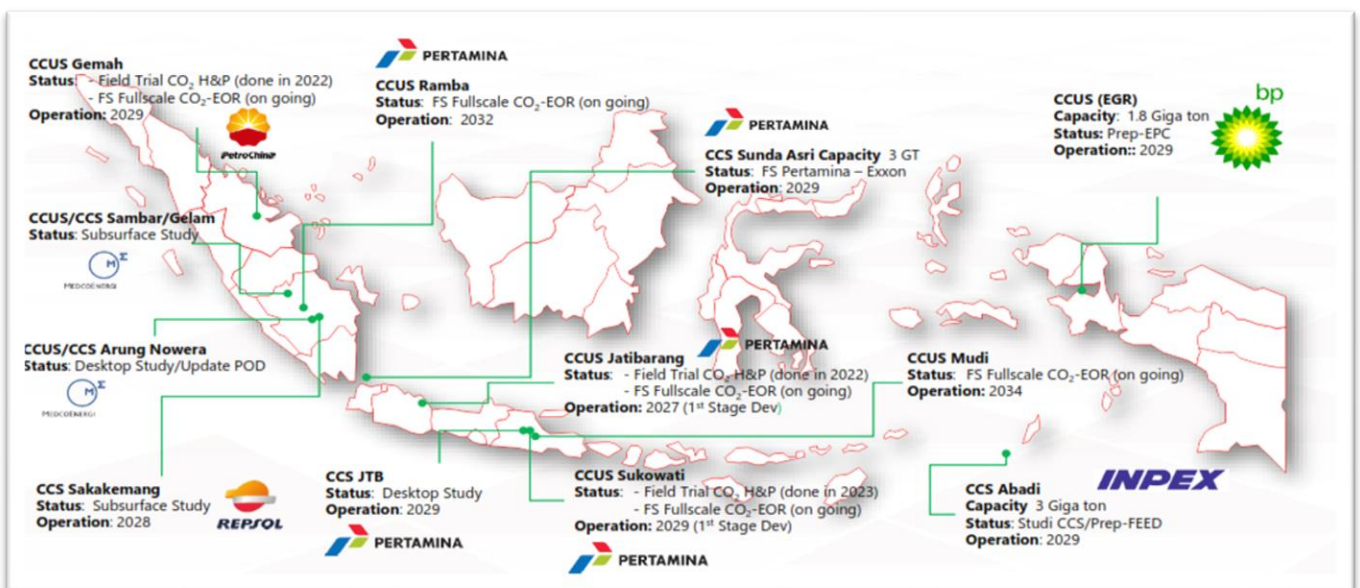 CCUS Gemah
Status: - Field Trial CO₂ H&P (done in 2022)
- FS Fullscale CO₂-EOR (on going)
Operation: 2029
PetroChina
PERTAMINA
CCUS Ramba
Status: FS Fullscale CO₂-EOR (on going)
Operation: 2032
PERTAMINA
CCS Sunda Asri Capacity 3 GT
Status: FS Pertamina – Exxon
Operation: 2029
bp
CCUS (EGR)
Capacity: 1.8 Giga ton
Status: Prep-EPC
Operation:: 2029
CCUS/CCS Sambar/Gelam
Status: Subsurface Study
MEDCOENERGI
CCUS/CCS Arung Nowera
Status: Desktop Study/Update POD
MEDCOENERGI
CCUS Jatibarang
PERTAMINA
Status: - Field Trial CO₂ H&P (done in 2022)
- FS Fullscale CO₂-EOR (on going)
Operation: 2027 (1st Stage Dev)
CCUS Mudi
Status: FS Fullscale CO₂-EOR (on going)
Operation: 2034
CCS Sakakemang
Status: Subsurface Study
Operation: 2028
REPSOL
CCS JTB
Status: Desktop Study
Operation: 2029
PERTAMINA
CCUS Sukowati
Status: - Field Trial CO₂ H&P (done in 2023)
- FS Fullscale CO₂-EOR (on going)
Operation: 2029 (1st Stage Dev)
PERTAMINA
INPEX
CCS Abadi
Capacity 3 Giga ton
Status: Studi CCS/Prep-FEED
Operation: 2029